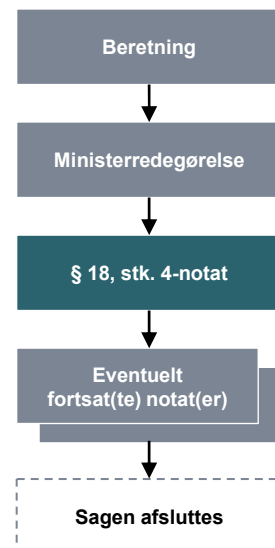 Beretning
Ministerredegørelse
§ 18, stk. 4-notat
Eventuelt
fortsat(te) notat(er)
Sagen afsluttes